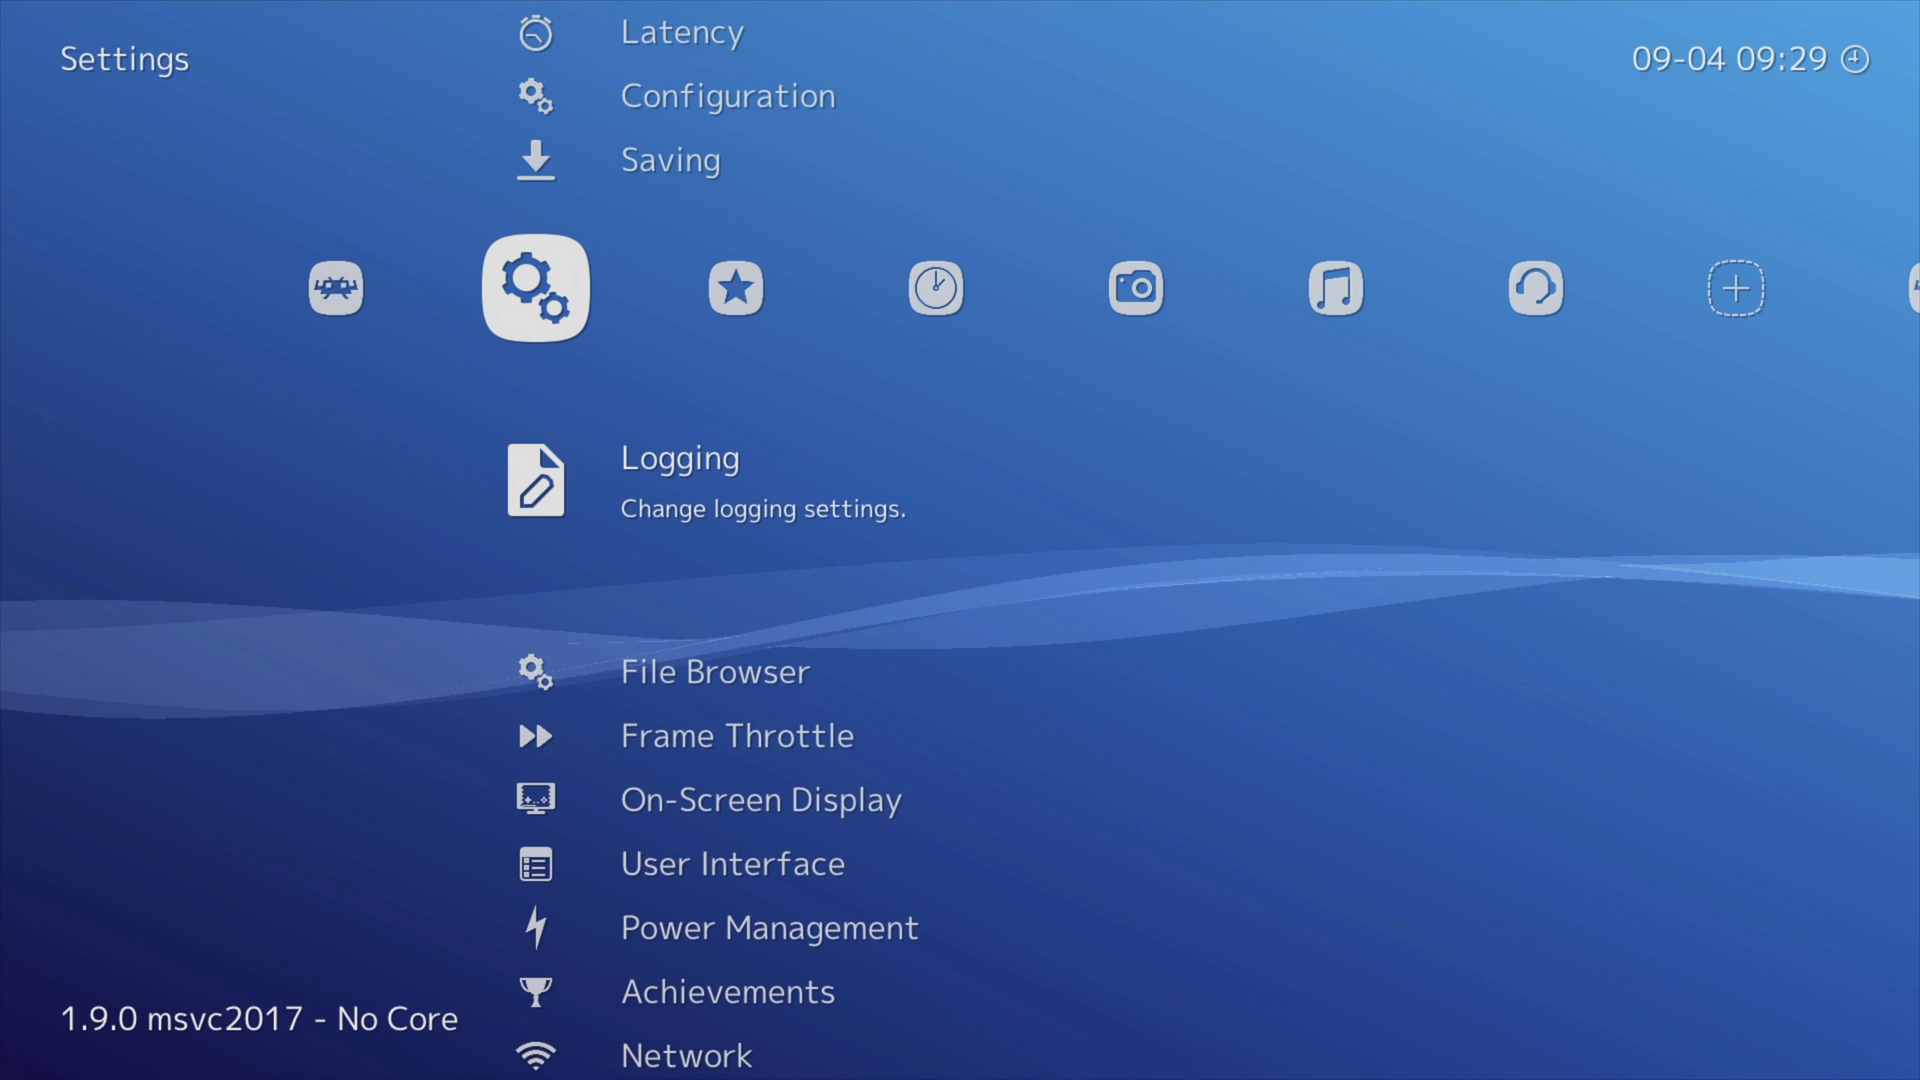 Latency
Settings
09-04 09:29
Configuration
Saving
Logging
Change logging settings.
File Browser
Frame Throttle
On-Screen Display
User Interface
Power Management
Achievements
1.9.0 msvc2017 - No Core
Network